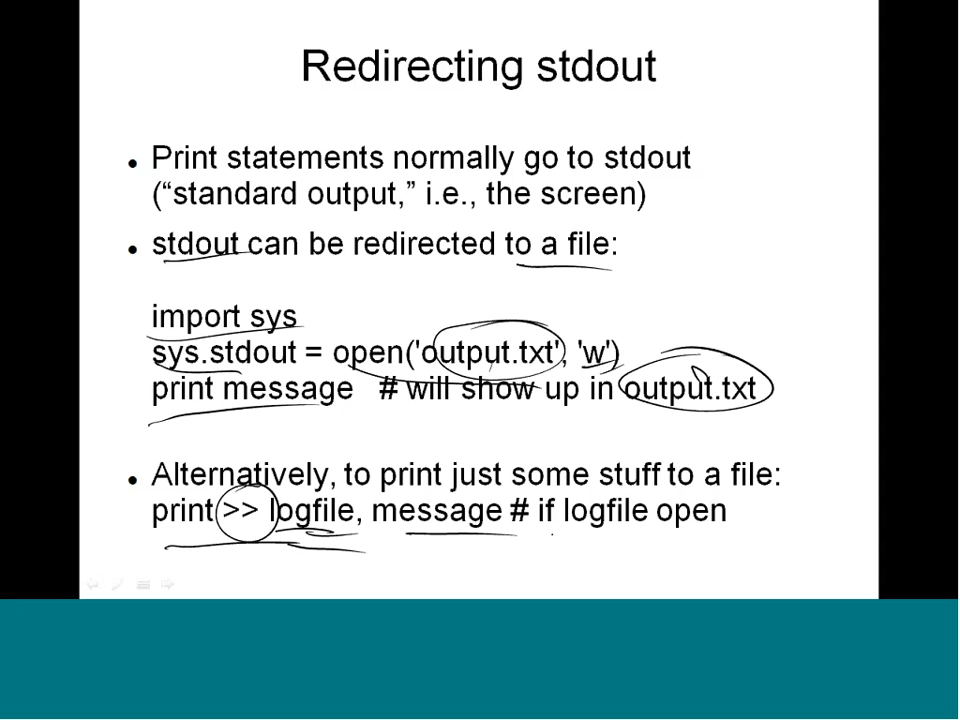 Redirecting stdout
• Print statements normally go to stdout
(“standard output,” i.e., the screen)
• stdout can be redirected to a file:
import sys
sys.stdout = open('output.txt', 'w')
print message # will show up in output.txt
• Alternatively, to print just some stuff to a file:
print >> logfile, message # if logfile open